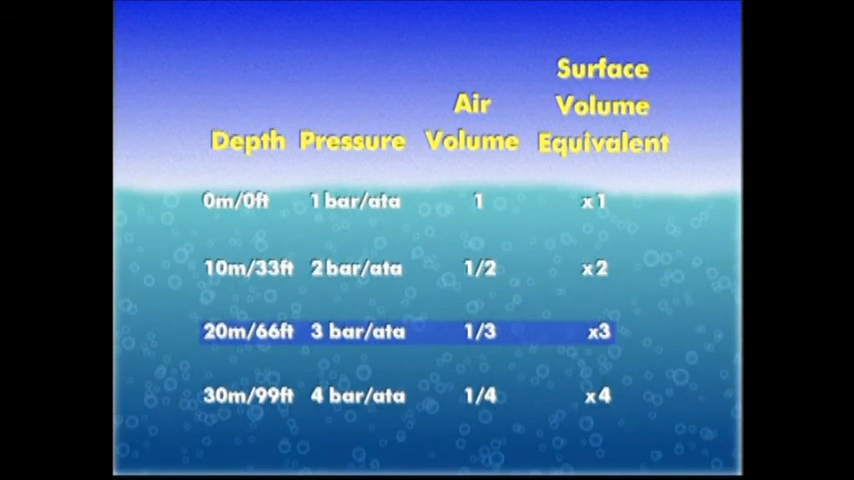 Depth Pressure Air Volume Surface Volume Equivalent
0m/0ft 1 bar/ata 1 x1
10m/33ft 2 bar/ata 1/2 x2
20m/66ft 3 bar/ata 1/3 x3
30m/99ft 4 bar/ata 1/4 x4